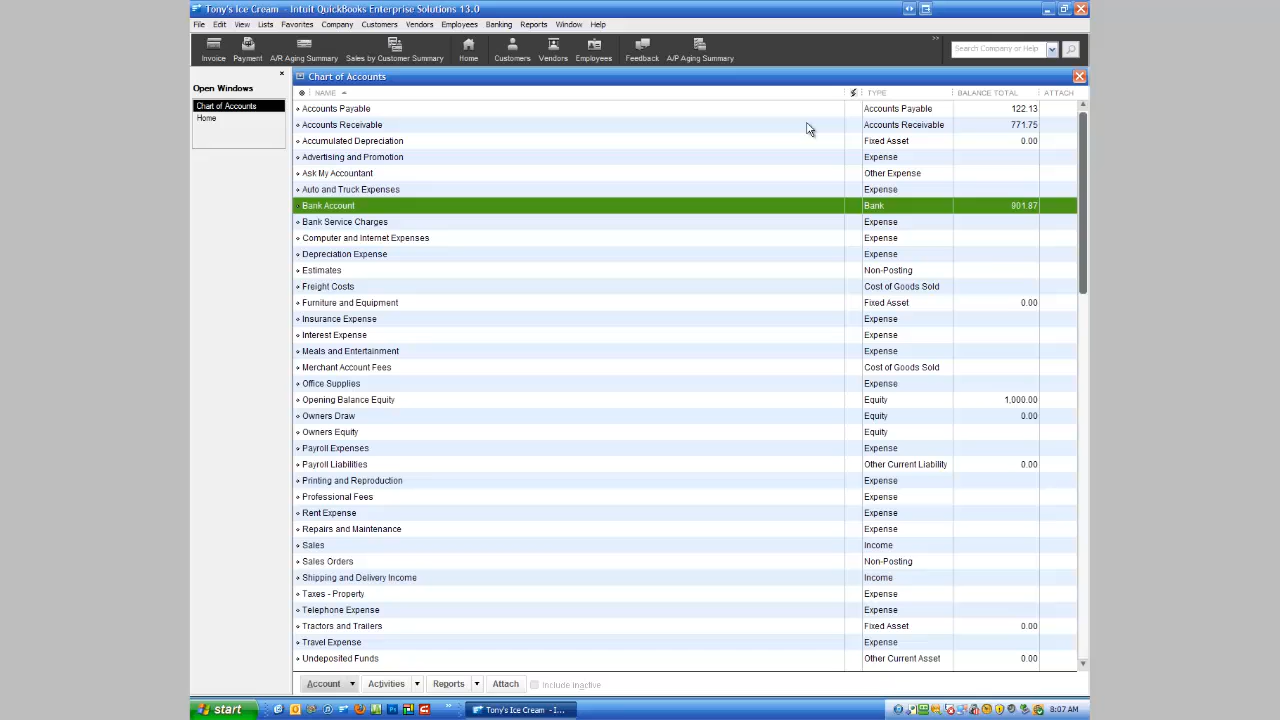 Tony's Ice Cream - Intuit QuickBooks Enterprise Solutions 13.0
File Edit View Lists Favorites Company Customers Vendors Employees Banking Reports Window Help
Invoice Payment A/R Aging Summary Sales by Customer Summary Home Customers Vendors Employees Feedback A/P Aging Summary
Search Company or Help
Open Windows
Chart of Accounts
Home
Chart of Accounts
NAME TYPE BALANCE TOTAL ATTACH
Accounts Payable Accounts Payable 122.13
Accounts Receivable Accounts Receivable 771.75
Accumulated Depreciation Fixed Asset 0.00
Advertising and Promotion Expense
Ask My Accountant Other Expense
Auto and Truck Expenses Expense
Bank Account Bank 901.87
Bank Service Charges Expense
Computer and Internet Expenses Expense
Depreciation Expense Expense
Estimates Non-Posting
Freight Costs Cost of Goods Sold
Furniture and Equipment Fixed Asset 0.00
Insurance Expense Expense
Interest Expense Expense
Meals and Entertainment Expense
Merchant Account Fees Cost of Goods Sold
Office Supplies Expense
Opening Balance Equity Equity 1,000.00
Owners Draw Equity 0.00
Owners Equity Equity
Payroll Expenses Expense
Payroll Liabilities Other Current Liability 0.00
Printing and Reproduction Expense
Professional Fees Expense
Rent Expense Expense
Repairs and Maintenance Expense
Sales Income
Sales Orders Non-Posting
Shipping and Delivery Income Income
Taxes - Property Expense
Telephone Expense Expense
Tractors and Trailers Fixed Asset 0.00
Travel Expense Expense
Undeposited Funds Other Current Asset 0.00
Account Activities Reports Attach Include inactive
start Tony's Ice Cream - I... 8:07 AM